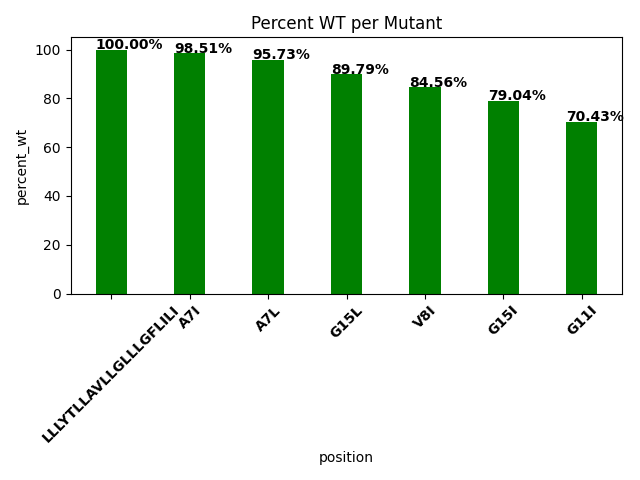 Percent WT per Mutant
100.00%
98.51%
95.73%
89.79%
84.56%
79.04%
70.43%
percent_wt
100
80
60
40
20
0
LLLYTLLAVLLGLLLGFLILI
A7I
A7L
G15L
V8I
G15I
G11I
position